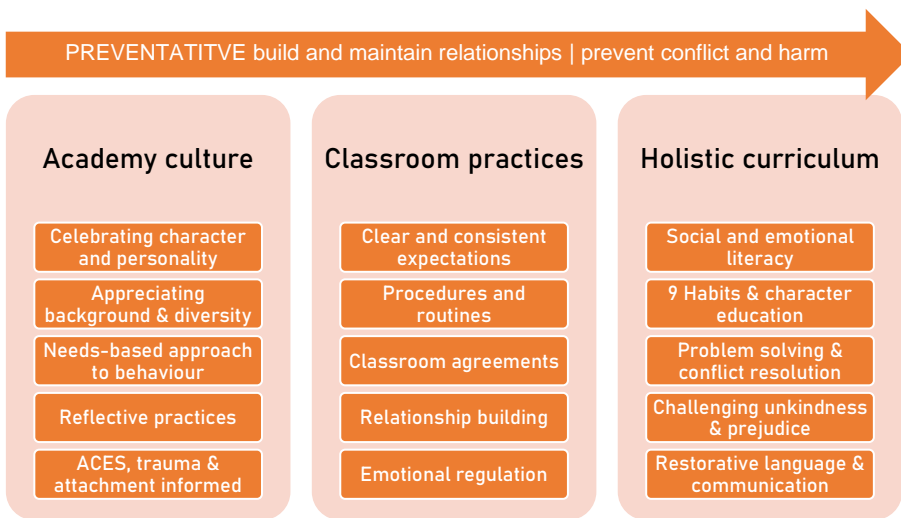 PREVENTATITVE build and maintain relationships | prevent conflict and harm
Academy culture
Celebrating character
and personality
Appreciating
background & diversity
Needs-based approach
to behaviour
Reflective practices
ACES, trauma &
attachment informed
Classroom practices
Clear and consistent
expectations
Procedures and
routines
Classroom agreements
Relationship building
Emotional regulation
Holistic curriculum
Social and emotional
literacy
9 Habits & character
education
Problem solving &
conflict resolution
Challenging unkindness
& prejudice
Restorative language &
communication